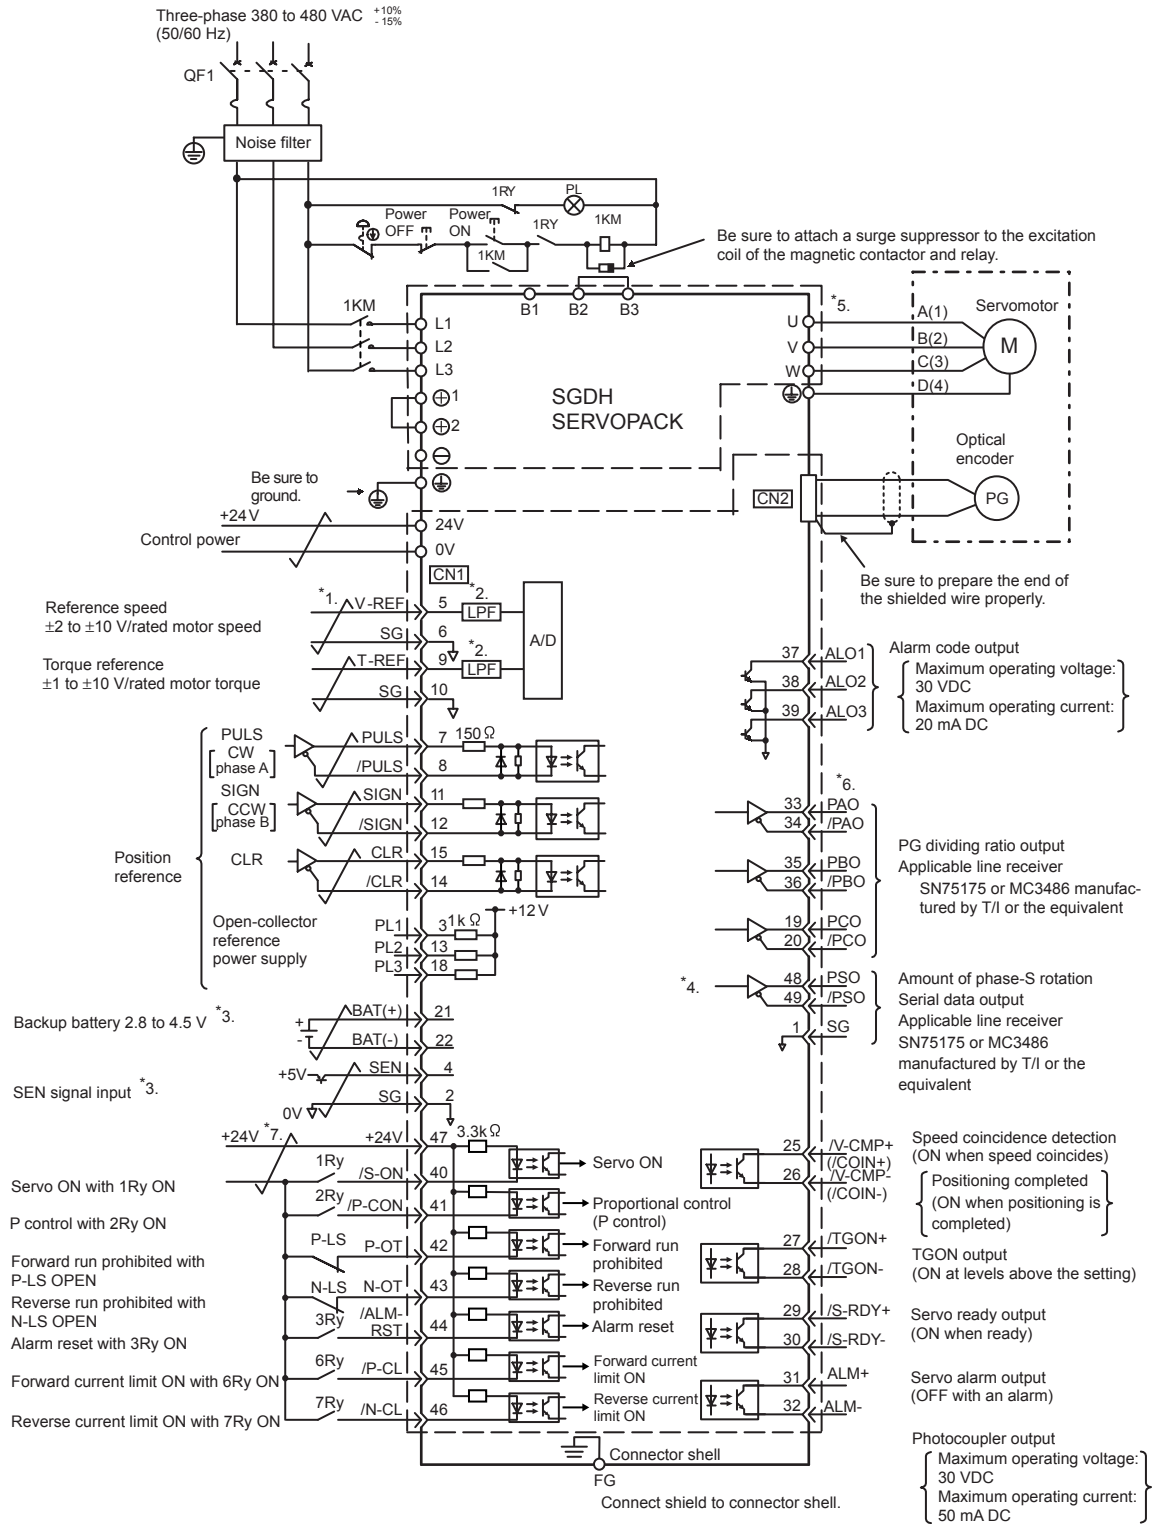 Three-phase 380 to 480 VAC +10% - 15%
(50/60 Hz)
QF1
Noise filter
1RY
PL
Power OFF
Power ON
1RY
1KM
1KM
Be sure to attach a surge suppressor to the excitation
coil of the magnetic contactor and relay.
B1
B2
B3
1KM
L1
L2
L3
⊕1
⊕2
⊖
SGDH
SERVOPACK
*5.
U
V
W
A(1)
B(2)
C(3)
D(4)
Servomotor
M
Optical
encoder
PG
CN2
Be sure to prepare the end of
the shielded wire properly.
Be sure to
ground.
+24V
Control power
24V
0V
CN1
Reference speed
±2 to ±10 V/rated motor speed
*1.
V-REF
5
*2.
LPF
SG
6
A/D
Torque reference
±1 to ±10 V/rated motor torque
T-REF
9
*2.
LPF
SG
10
Position
reference
PULS
CW
phase A
PULS
7
150 Ω
/PULS
8
SIGN
CCW
phase B
SIGN
11
/SIGN
12
CLR
CLR
15
/CLR
14
+12 V
Open-collector
reference
power supply
PL1
3
1k Ω
PL2
13
PL3
18
Backup battery 2.8 to 4.5 V *3.
+
-
BAT(+)
21
BAT(-)
22
SEN signal input *3.
+5V
SEN
4
0V
SG
2
+24V *7.
+24V
47
3.3k Ω
Servo ON with 1Ry ON
1Ry
/S-ON
40
Servo ON
P control with 2Ry ON
2Ry
/P-CON
41
Proportional control
(P control)
Forward run prohibited with
P-LS OPEN
P-LS
P-OT
42
Forward run
prohibited
Reverse run prohibited with
N-LS OPEN
N-LS
N-OT
43
Reverse run
prohibited
Alarm reset with 3Ry ON
3Ry
/ALM-
RST
44
Alarm reset
Forward current limit ON with 6Ry ON
6Ry
/P-CL
45
Forward current
limit ON
Reverse current limit ON with 7Ry ON
7Ry
/N-CL
46
Reverse current
limit ON
Connector shell
FG
Connect shield to connector shell.
37
ALO1
38
ALO2
39
ALO3
Alarm code output
Maximum operating voltage:
30 VDC
Maximum operating current:
20 mA DC
*6.
33
PAO
34
/PAO
35
PBO
36
/PBO
19
PCO
20
/PCO
PG dividing ratio output
Applicable line receiver
SN75175 or MC3486 manufac-
tured by T/I or the equivalent
*4.
48
PSO
49
/PSO
1
SG
Amount of phase-S rotation
Serial data output
Applicable line receiver
SN75175 or MC3486
manufactured by T/I or the
equivalent
25
/V-CMP+
(/COIN+)
26
/V-CMP-
(/COIN-)
Speed coincidence detection
(ON when speed coincides)
Positioning completed
(ON when positioning is
completed)
27
/TGON+
28
/TGON-
TGON output
(ON at levels above the setting)
29
/S-RDY+
30
/S-RDY-
Servo ready output
(ON when ready)
31
ALM+
32
ALM-
Servo alarm output
(OFF with an alarm)
Photocoupler output
Maximum operating voltage:
30 VDC
Maximum operating current:
50 mA DC